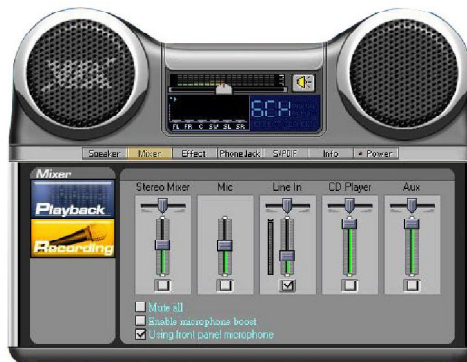 VIA
6CH
FL FR C SW SL SR
Speaker Mixer Effect PhoneJack S/PDIF Info Power
Mixer
Playback
Recording
Stereo Mixer Mic Line In CD Player Aux
Mute all
Enable microphone boost
Using front panel microphone